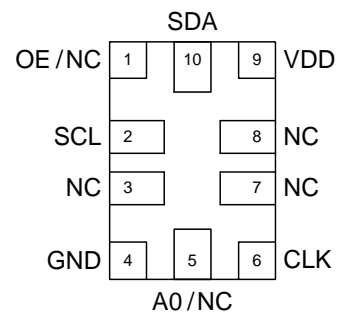 SDA
OE/NC 1 10 9 VDD
SCL 2 8 NC
NC 3 7 NC
GND 4 5 6 CLK
A0/NC